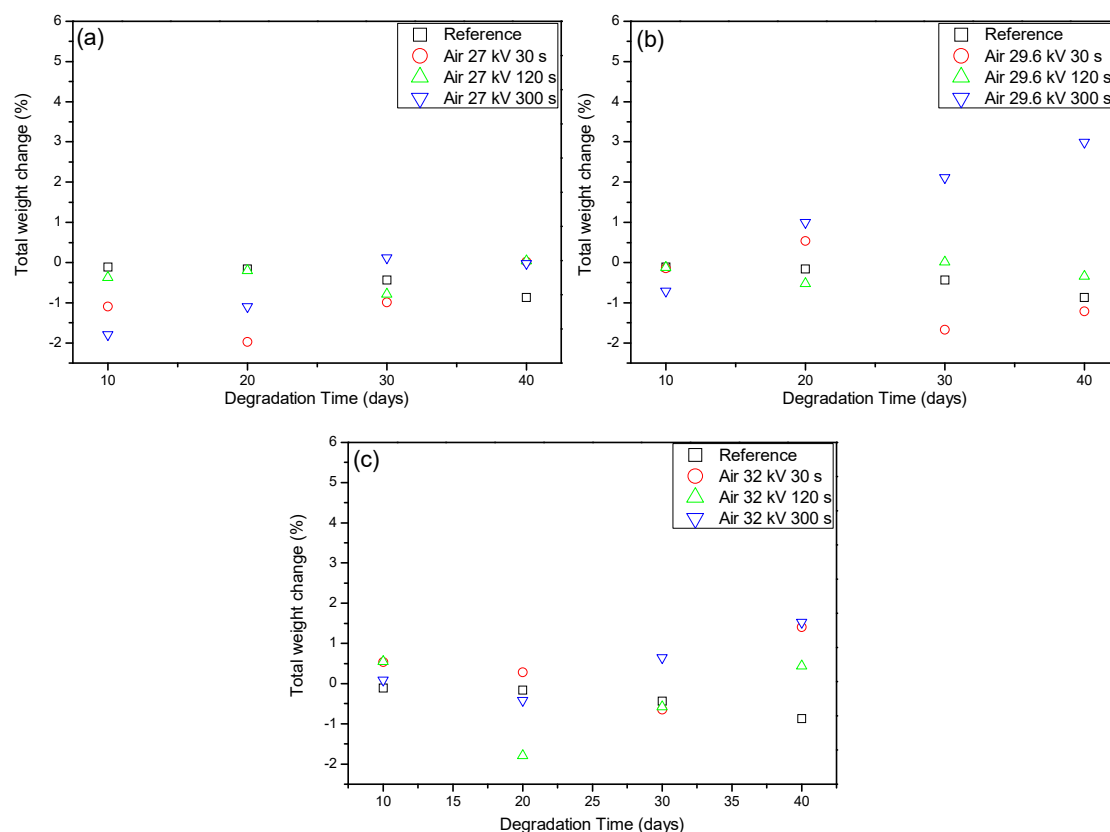 (a)
Reference
Air 27 kV 30 s
Air 27 kV 120 s
Air 27 kV 300 s
Total weight change (%)
6
5
4
3
2
1
0
-1
-2
10
20
30
40
Degradation Time (days)
(b)
Reference
Air 29.6 kV 30 s
Air 29.6 kV 120 s
Air 29.6 kV 300 s
Total weight change (%)
6
5
4
3
2
1
0
-1
-2
10
20
30
40
Degradation Time (days)
(c)
Reference
Air 32 kV 30 s
Air 32 kV 120 s
Air 32 kV 300 s
Total weight change (%)
6
5
4
3
2
1
0
-1
-2
10
15
20
25
30
35
40
Degradation Time (days)